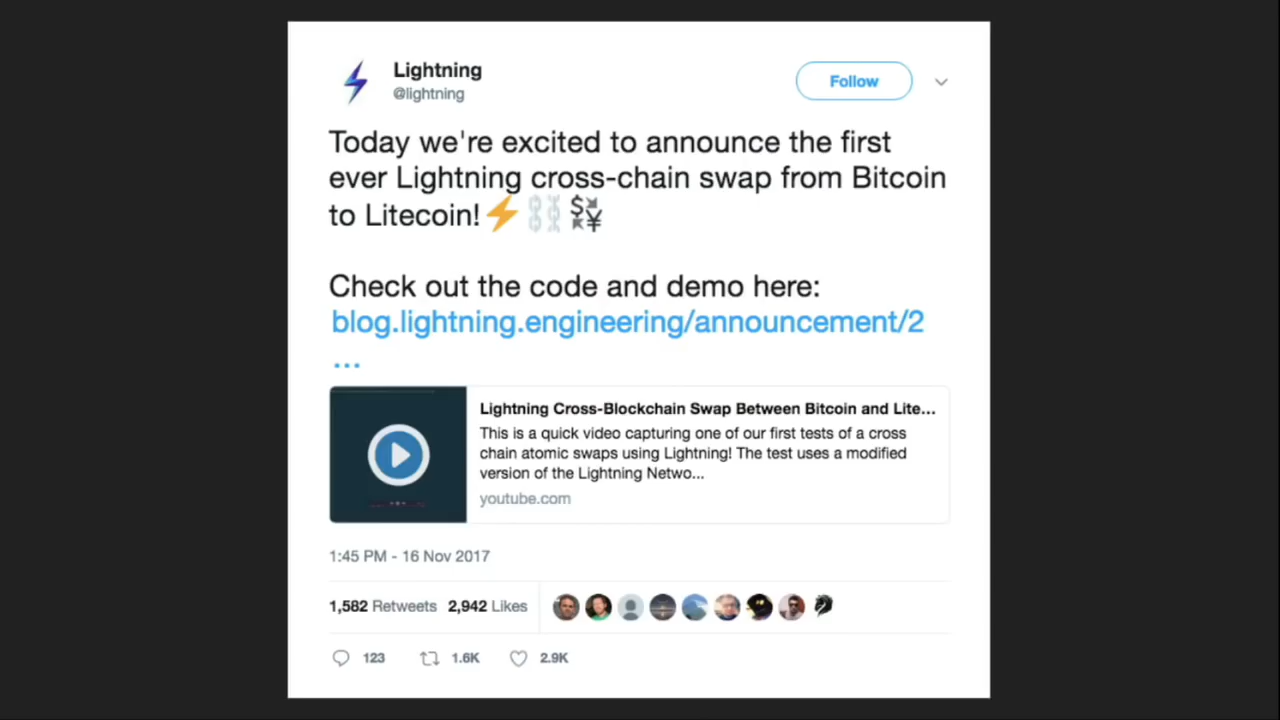 Lightning
@lightning
Follow
Today we're excited to announce the first
ever Lightning cross-chain swap from Bitcoin
to Litecoin!⚡⛓💱
Check out the code and demo here:
blog.lightning.engineering/announcement/2
...
Lightning Cross-Blockchain Swap Between Bitcoin and Lite...
This is a quick video capturing one of our first tests of a cross
chain atomic swaps using Lightning! The test uses a modified
version of the Lightning Netwo...
youtube.com
1:45 PM - 16 Nov 2017
1,582 Retweets 2,942 Likes
123 1.6K 2.9K